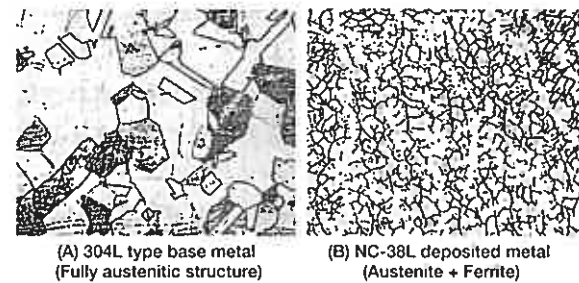 (A) 304L type base metal
(Fully austenitic structure)
(B) NC-38L deposited metal
(Austenite + Ferrite)